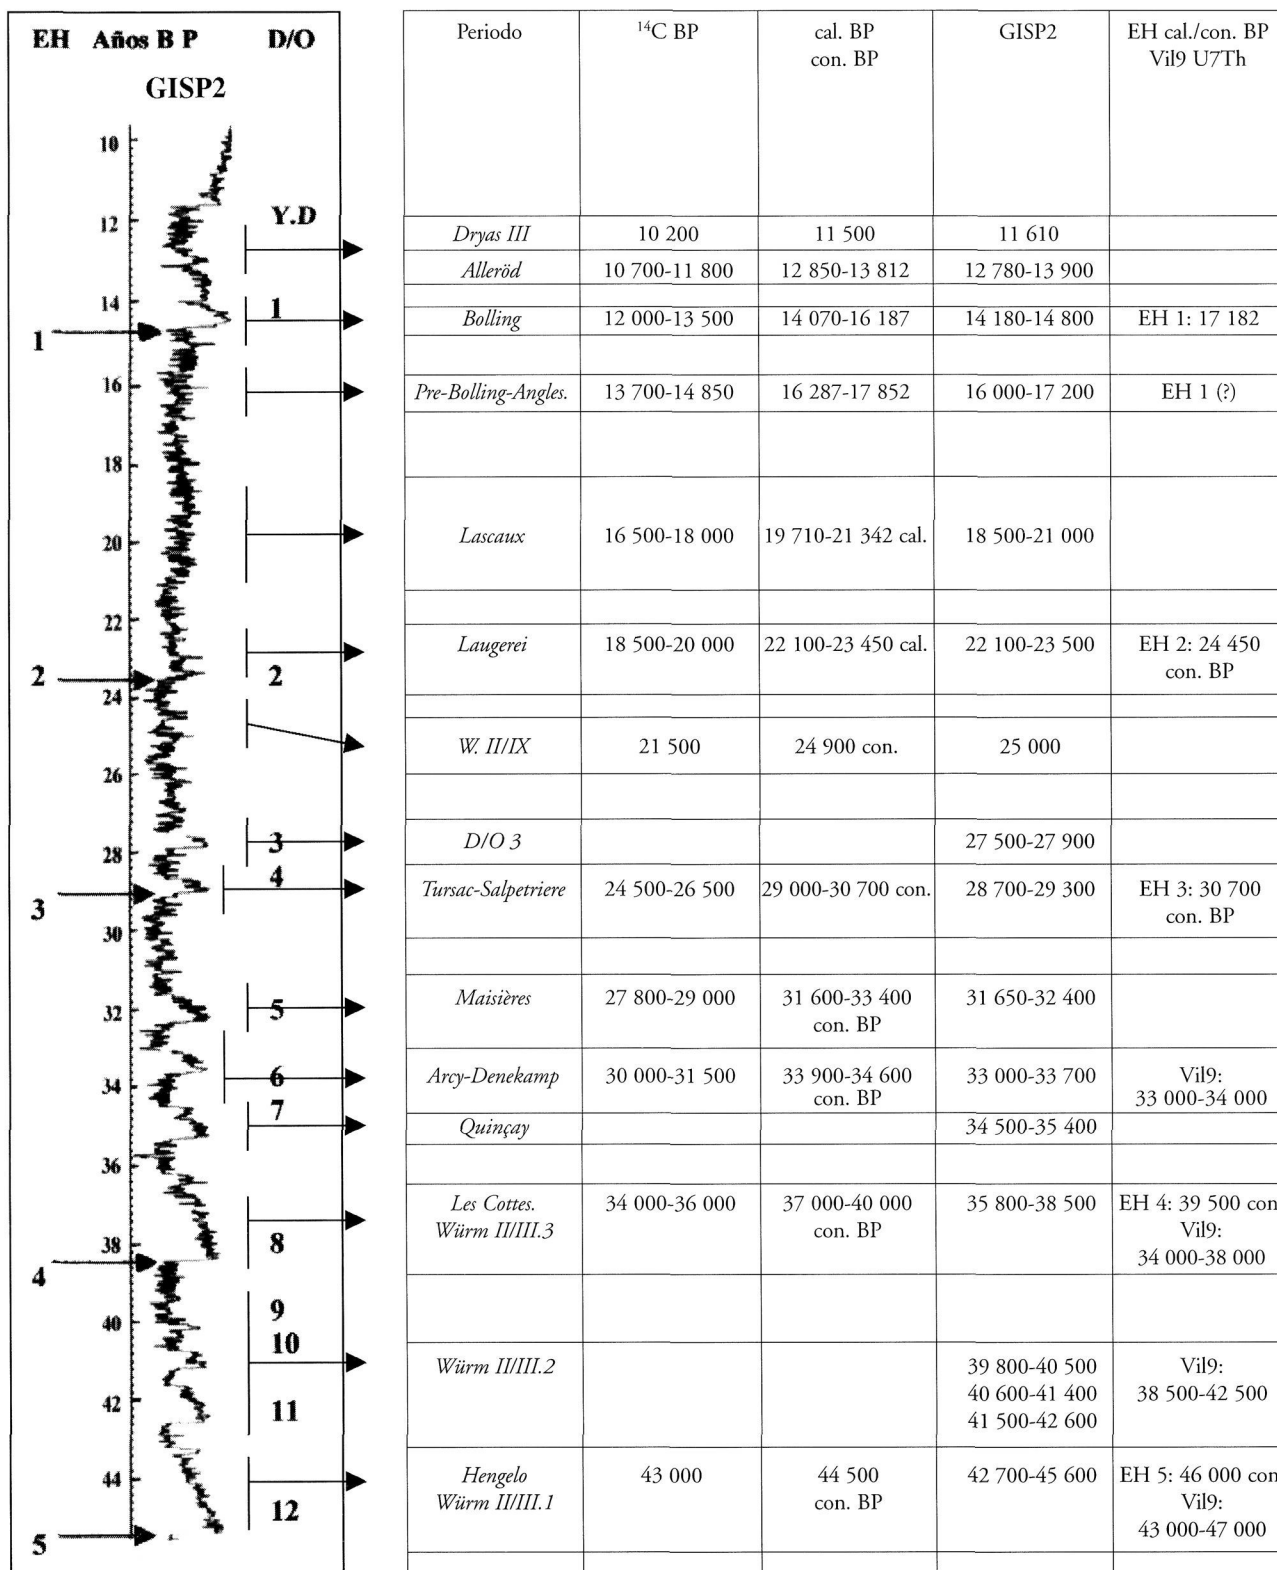 EH Años B P D/O
GISP2
10
12
Y.D
14
1
1
16
18
20
22
2
2
24
26
3
28
4
3
30
5
32
6
34
7
36
8
38
4
9
40
10
42
11
44
12
5
Periodo 14C BP cal. BP GISP2 EH cal./con. BP
con. BP Vil9 U7Th
Dryas III 10 200 11 500 11 610
Alleröd 10 700-11 800 12 850-13 812 12 780-13 900
Bolling 12 000-13 500 14 070-16 187 14 180-14 800 EH 1: 17 182
Pre-Bolling-Angles. 13 700-14 850 16 287-17 852 16 000-17 200 EH 1 (?)
Lascaux 16 500-18 000 19 710-21 342 cal. 18 500-21 000
Laugerei 18 500-20 000 22 100-23 450 cal. 22 100-23 500 EH 2: 24 450
con. BP
W. II/IX 21 500 24 900 con. 25 000
D/O 3 27 500-27 900
Tursac-Salpetriere 24 500-26 500 29 000-30 700 con. 28 700-29 300 EH 3: 30 700
con. BP
Maisières 27 800-29 000 31 600-33 400 31 650-32 400
con. BP
Arcy-Denekamp 30 000-31 500 33 900-34 600 33 000-33 700 Vil9:
con. BP 33 000-34 000
Quinçay 34 500-35 400
Les Cottes. 34 000-36 000 37 000-40 000 35 800-38 500 EH 4: 39 500 con
Würm II/III.3 con. BP Vil9:
34 000-38 000
Würm II/III.2 39 800-40 500 Vil9:
40 600-41 400 38 500-42 500
41 500-42 600
Hengelo 43 000 44 500 42 700-45 600 EH 5: 46 000 con
Würm II/III.1 con. BP Vil9:
43 000-47 000